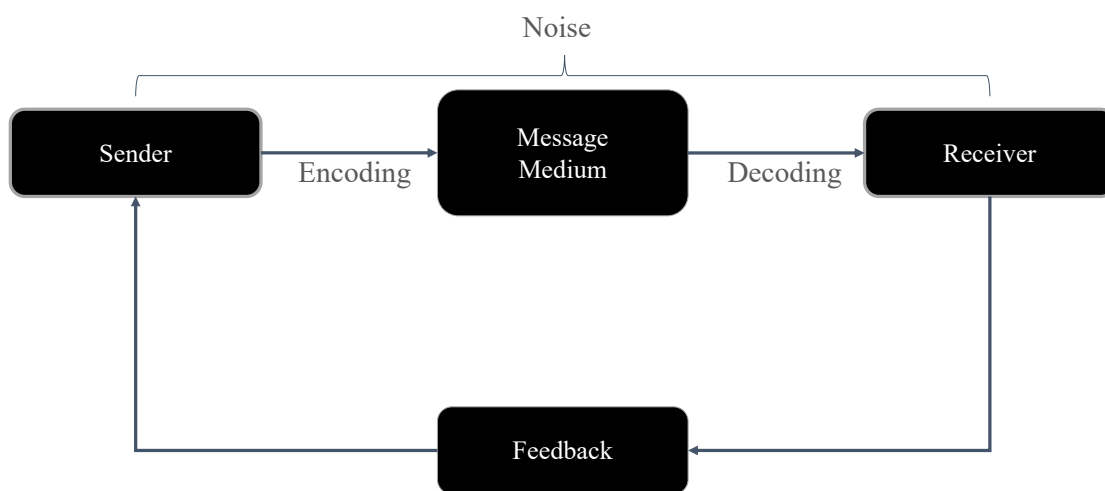 Noise
Sender
Encoding
Message
Medium
Decoding
Receiver
Feedback